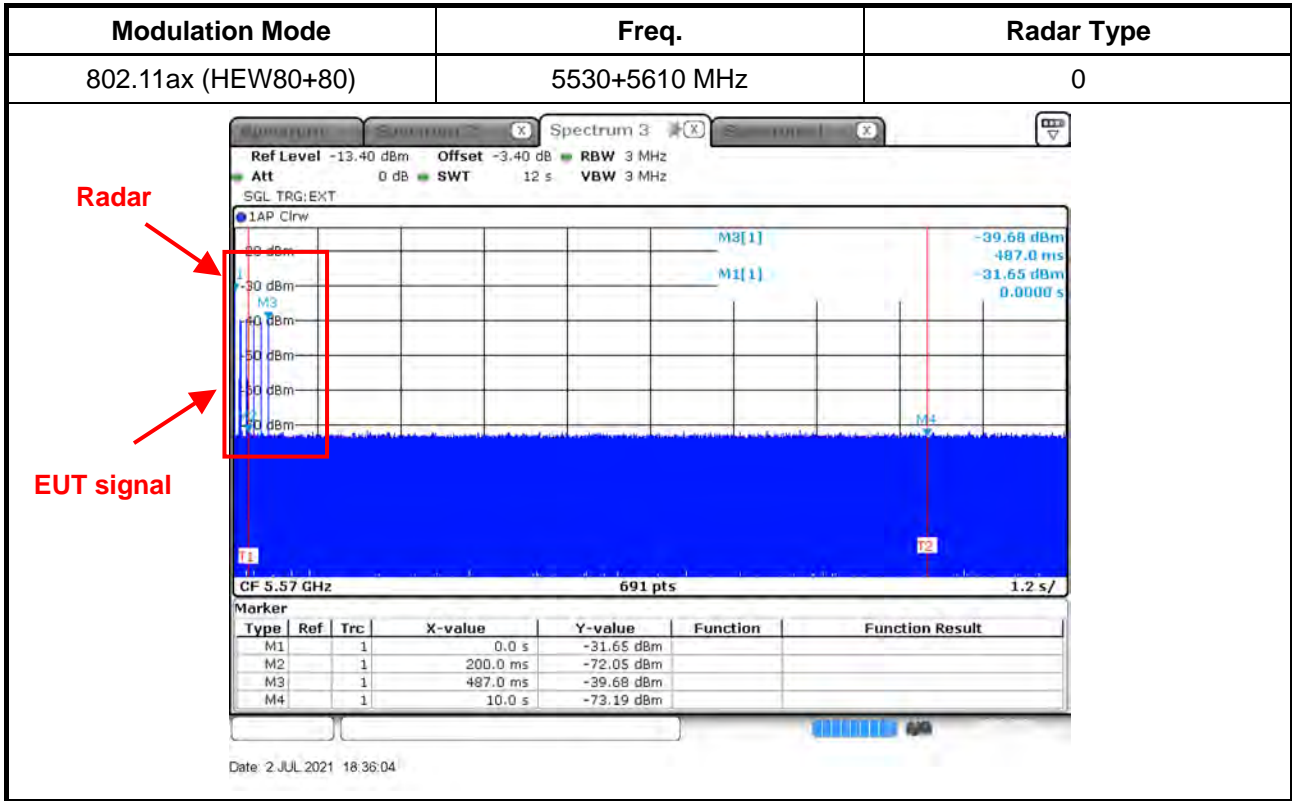 Modulation Mode Freq. Radar Type
802.11ax (HEW80+80) 5530+5610 MHz 0
Spectrum 3
Ref Level -13.40 dBm Offset -3.40 dB RBW 3 MHz
Att 0 dB SWT 12 s VBW 3 MHz
SGL TRG:EXT
1AP Clrw
Radar
EUT signal
M3[1] -39.68 dBm
487.0 ms
M1[1] -31.65 dBm
0.0000 s
-30 dBm
M3
-40 dBm
-50 dBm
M4
T1
T2
CF 5.57 GHz 691 pts 1.2 s/
Marker
Type Ref Trc X-value Y-value Function Function Result
M1 1 0.0 s -31.65 dBm
M2 1 200.0 ms -72.05 dBm
M3 1 487.0 ms -39.68 dBm
M4 1 10.0 s -73.19 dBm
Date: 2.JUL.2021 18:36:04